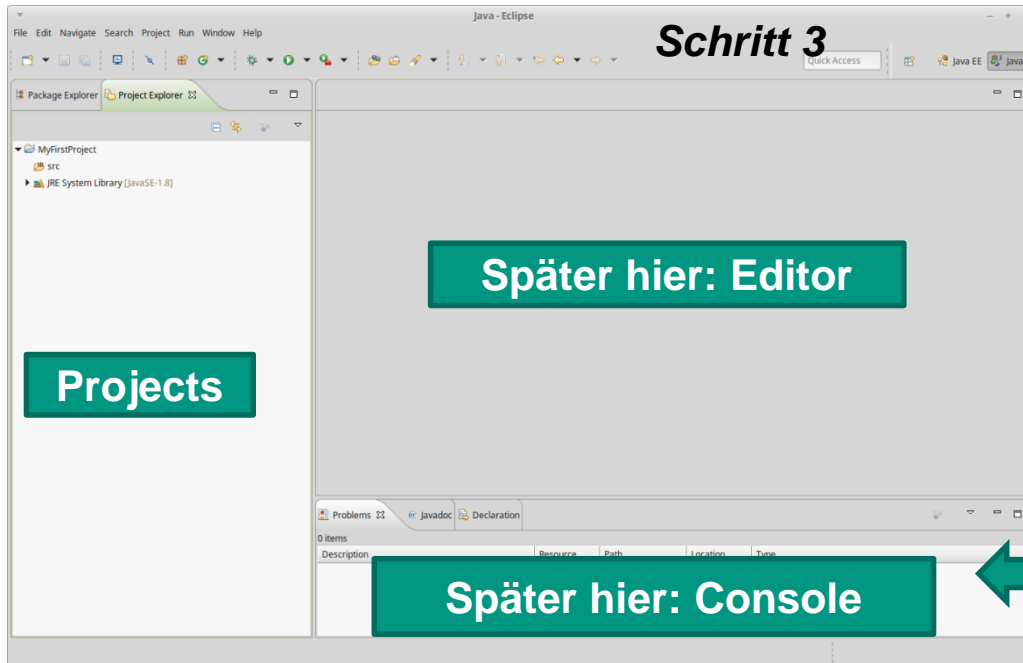 Java - Eclipse
File Edit Navigate Search Project Run Window Help
Schritt 3
Quick Access
Java EE
Java
Package Explorer
Project Explorer
MyFirstProject
src
JRE System Library [JavaSE-1.8]
Später hier: Editor
Projects
Problems
Javadoc
Declaration
0 items
Description
Resource
Path
Location
Type
Später hier: Console